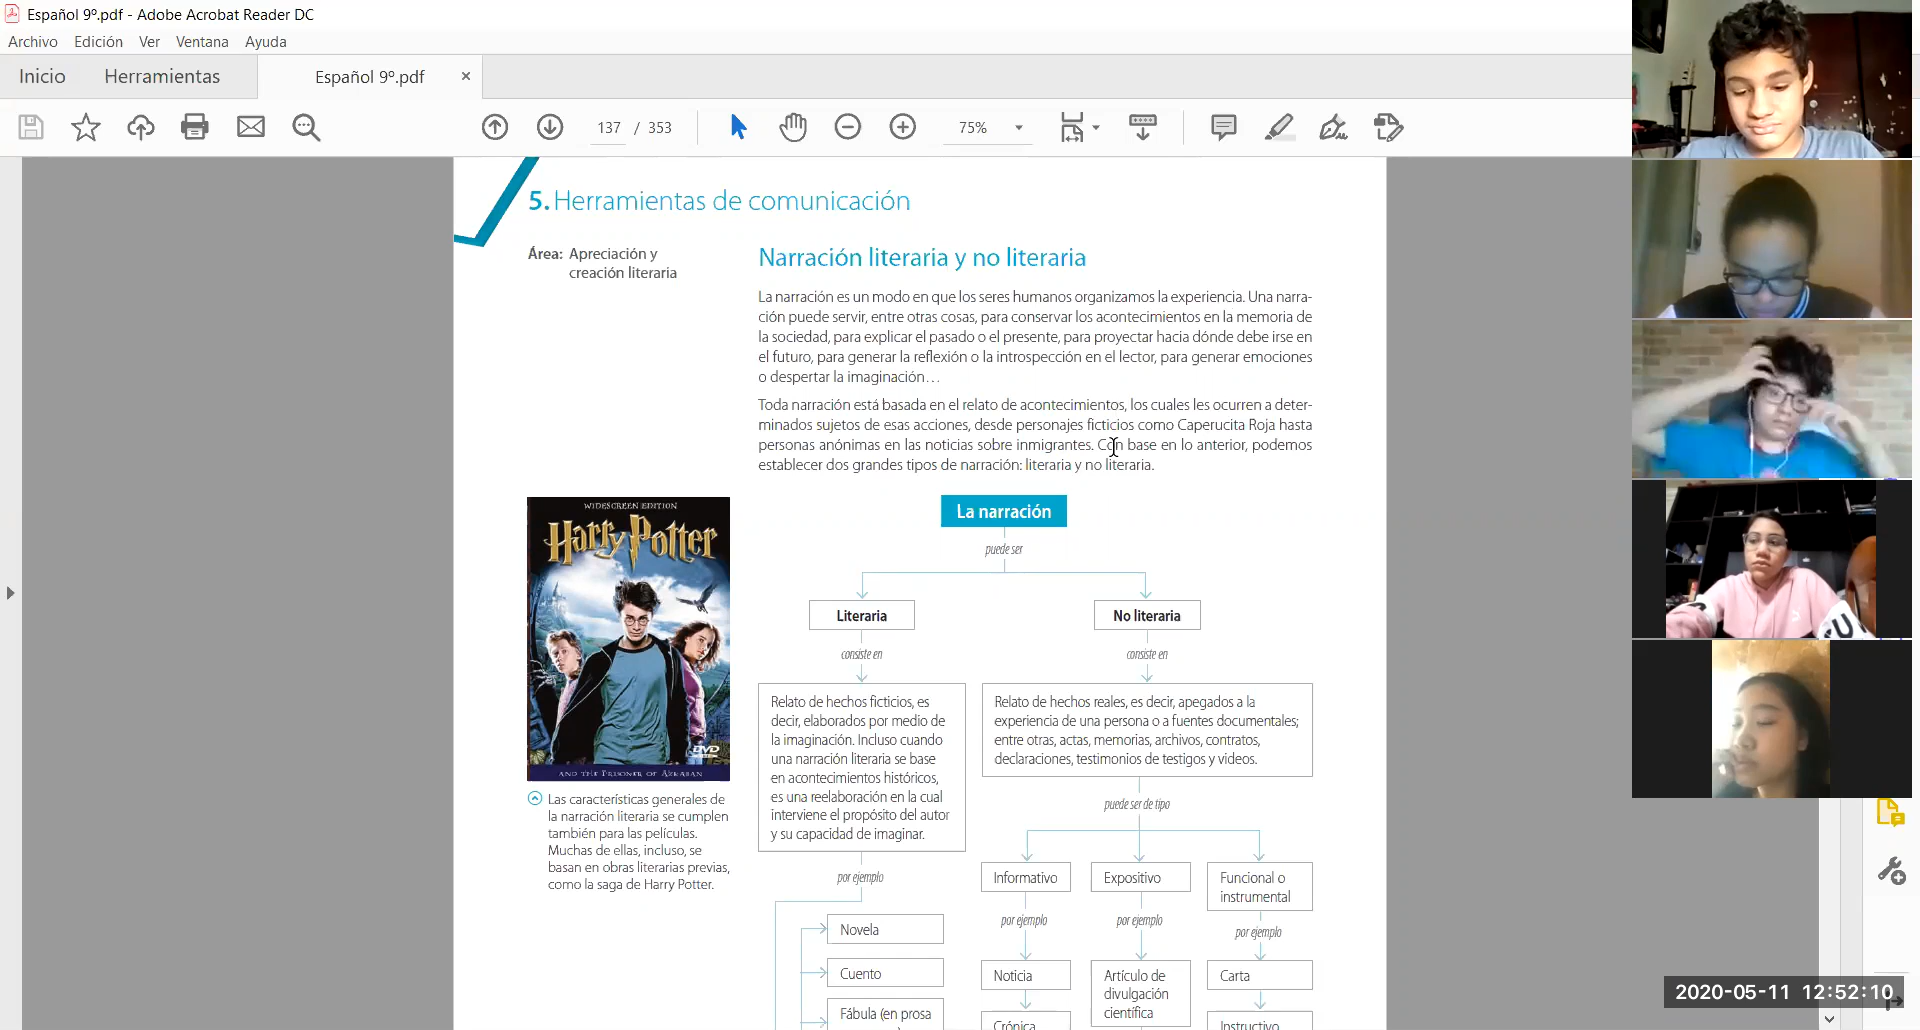 Español 9º.pdf - Adobe Acrobat Reader DC
Archivo Edición Ver Ventana Ayuda
Inicio Herramientas Español 9º.pdf ×
137 / 353 75%
5. Herramientas de comunicación
Área: Apreciación y
creación literaria
Narración literaria y no literaria
La narración es un modo en que los seres humanos organizamos la experiencia. Una narra-
ción puede servir, entre otras cosas, para conservar los acontecimientos en la memoria de
la sociedad, para explicar el pasado o el presente, para proyectar hacia dónde debe irse en
el futuro, para generar la reflexión o la introspección en el lector, para generar emociones
o despertar la imaginación…
Toda narración está basada en el relato de acontecimientos, los cuales les ocurren a deter-
minados sujetos de esas acciones, desde personajes ficticios como Caperucita Roja hasta
personas anónimas en las noticias sobre inmigrantes. Con base en lo anterior, podemos
establecer dos grandes tipos de narración: literaria y no literaria.
WIDESCREEN EDITION
Harry Potter
DVD
AND THE PRISONER OF AZKABAN
Las características generales de
la narración literaria se cumplen
también para las películas.
Muchas de ellas, incluso, se
basan en obras literarias previas,
como la saga de Harry Potter.
La narración
puede ser
Literaria
No literaria
consiste en
consiste en
Relato de hechos ficticios, es
decir, elaborados por medio de
la imaginación. Incluso cuando
una narración literaria se base
en acontecimientos históricos,
es una reelaboración en la cual
interviene el propósito del autor
y su capacidad de imaginar.
Relato de hechos reales, es decir, apegados a la
experiencia de una persona o a fuentes documentales;
entre otras, actas, memorias, archivos, contratos,
declaraciones, testimonios de testigos y videos.
por ejemplo
Novela
Cuento
Fábula (en prosa
puede ser de tipo
Informativo
Expositivo
Funcional o
instrumental
por ejemplo
por ejemplo
por ejemplo
Noticia
Crónica
Artículo de
divulgación
científica
Carta
Instructivo
2020-05-11 12:52:10